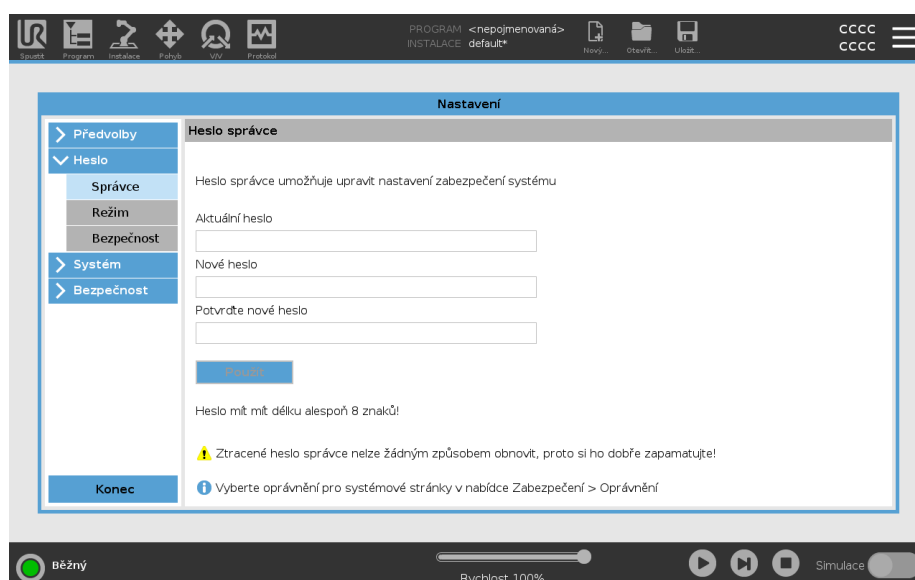 UR
PROGRAM <nepojmenovaná>
INSTALACE default*
Spustit Program Instalace Pohyb V/V Protokol
Nový... Otevřít... Uložit...
CCCC
CCCC
Nastavení
Předvolby
Heslo
Správce
Režim
Bezpečnost
Systém
Bezpečnost
Konec
Heslo správce
Heslo správce umožňuje upravit nastavení zabezpečení systému
Aktuální heslo
Nové heslo
Potvrďte nové heslo
Použít
Heslo mít mít délku alespoň 8 znaků!
Ztracené heslo správce nelze žádným způsobem obnovit, proto si ho dobře zapamatujte!
Vyberte oprávnění pro systémové stránky v nabídce Zabezpečení > Oprávnění
Běžný
Rychlost 100%
Simulace